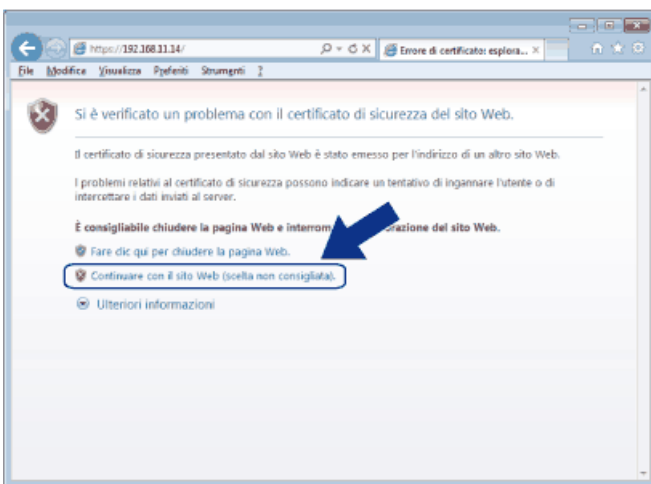 https://192.168.11.14/
Errore di certificato: esplora...
File Modifica Visualizza Preferiti Strumenti ?
Si è verificato un problema con il certificato di sicurezza del sito Web.
Il certificato di sicurezza presentato dal sito Web è stato emesso per l'indirizzo di un altro sito Web.
I problemi relativi al certificato di sicurezza possono indicare un tentativo di ingannare l'utente o di
intercettare i dati inviati al server.
È consigliabile chiudere la pagina Web e interrom razione del sito Web.
Fare clic qui per chiudere la pagina Web.
Continuare con il sito Web (scelta non consigliata).
Ulteriori informazioni